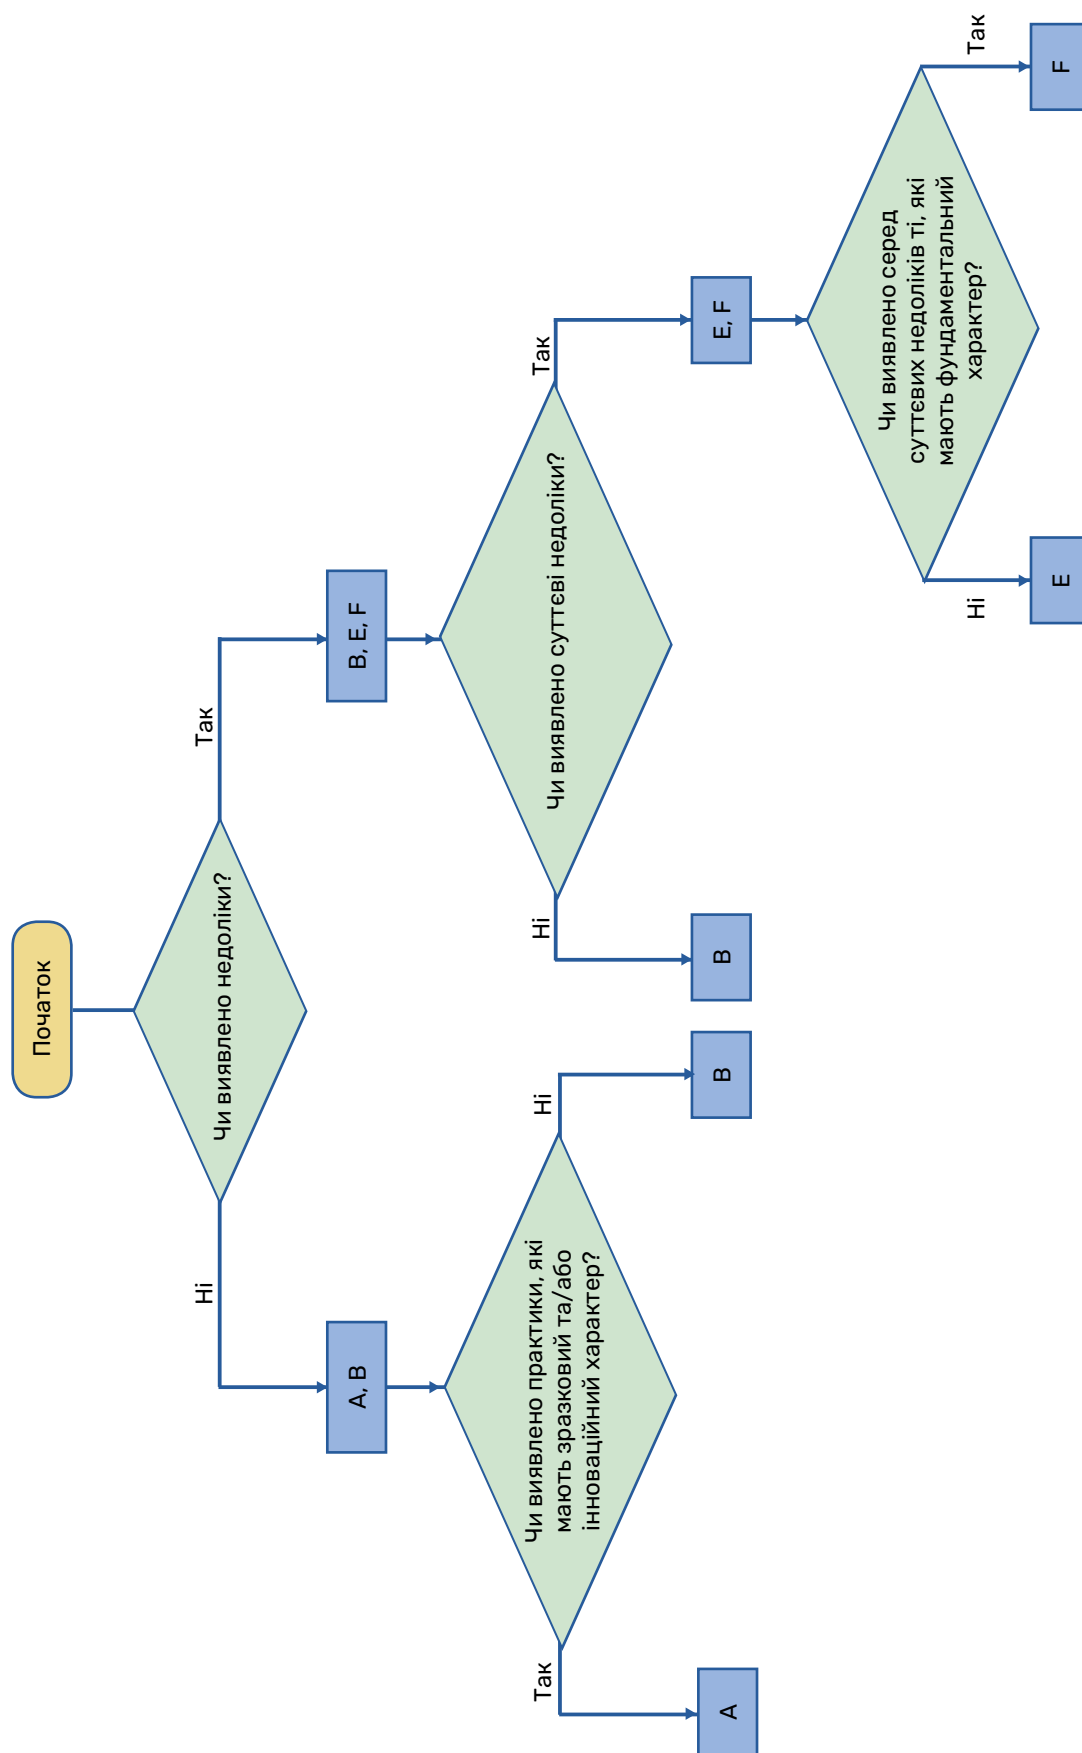 Початок
Чи виявлено недоліки?
Ні
Так
A, B
B, E, F
Чи виявлено практики, які
мають зразковий та/або
інноваційний характер?
Чи виявлено суттєві недоліки?
Так
Ні
Ні
Так
A
B
B
E, F
Чи виявлено серед
суттєвих недоліків ті, які
мають фундаментальний
характер?
Ні
Так
E
F